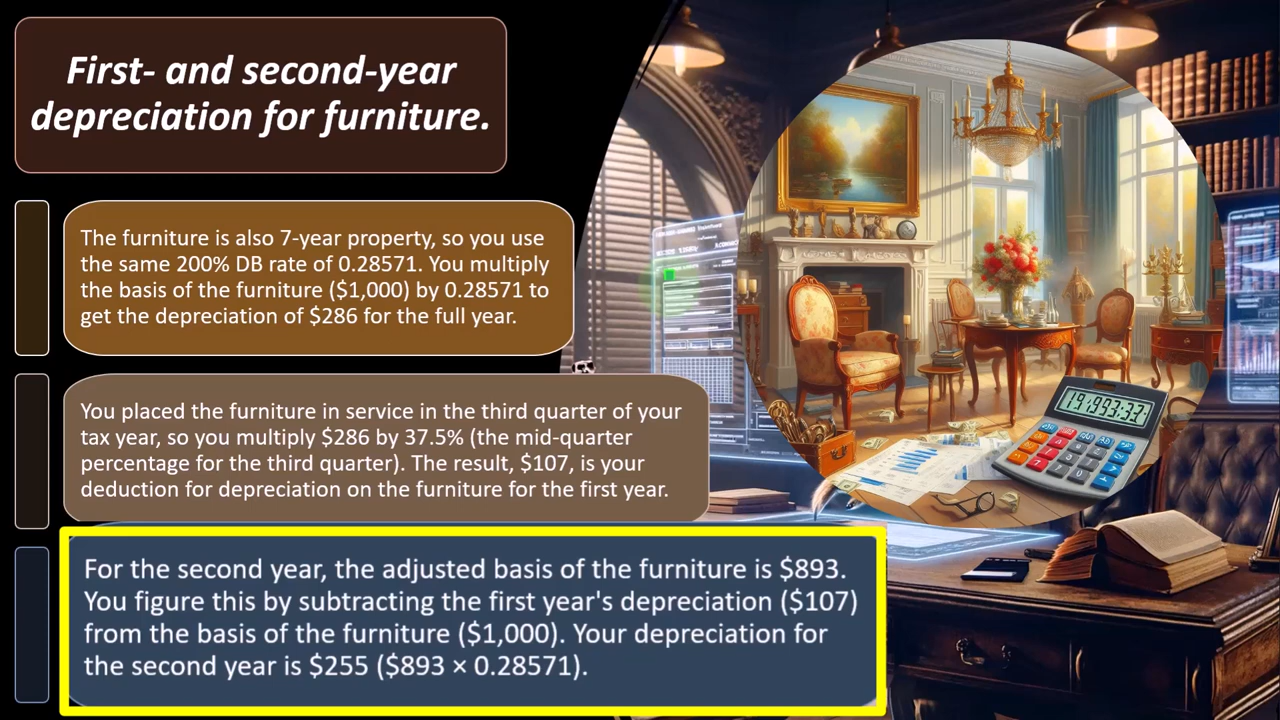 First- and second-year
depreciation for furniture.
The furniture is also 7-year property, so you use
the same 200% DB rate of 0.28571. You multiply
the basis of the furniture ($1,000) by 0.28571 to
get the depreciation of $286 for the full year.
You placed the furniture in service in the third quarter of your
tax year, so you multiply $286 by 37.5% (the mid-quarter
percentage for the third quarter). The result, $107, is your
deduction for depreciation on the furniture for the first year.
For the second year, the adjusted basis of the furniture is $893.
You figure this by subtracting the first year's depreciation ($107)
from the basis of the furniture ($1,000). Your depreciation for
the second year is $255 ($893 × 0.28571).